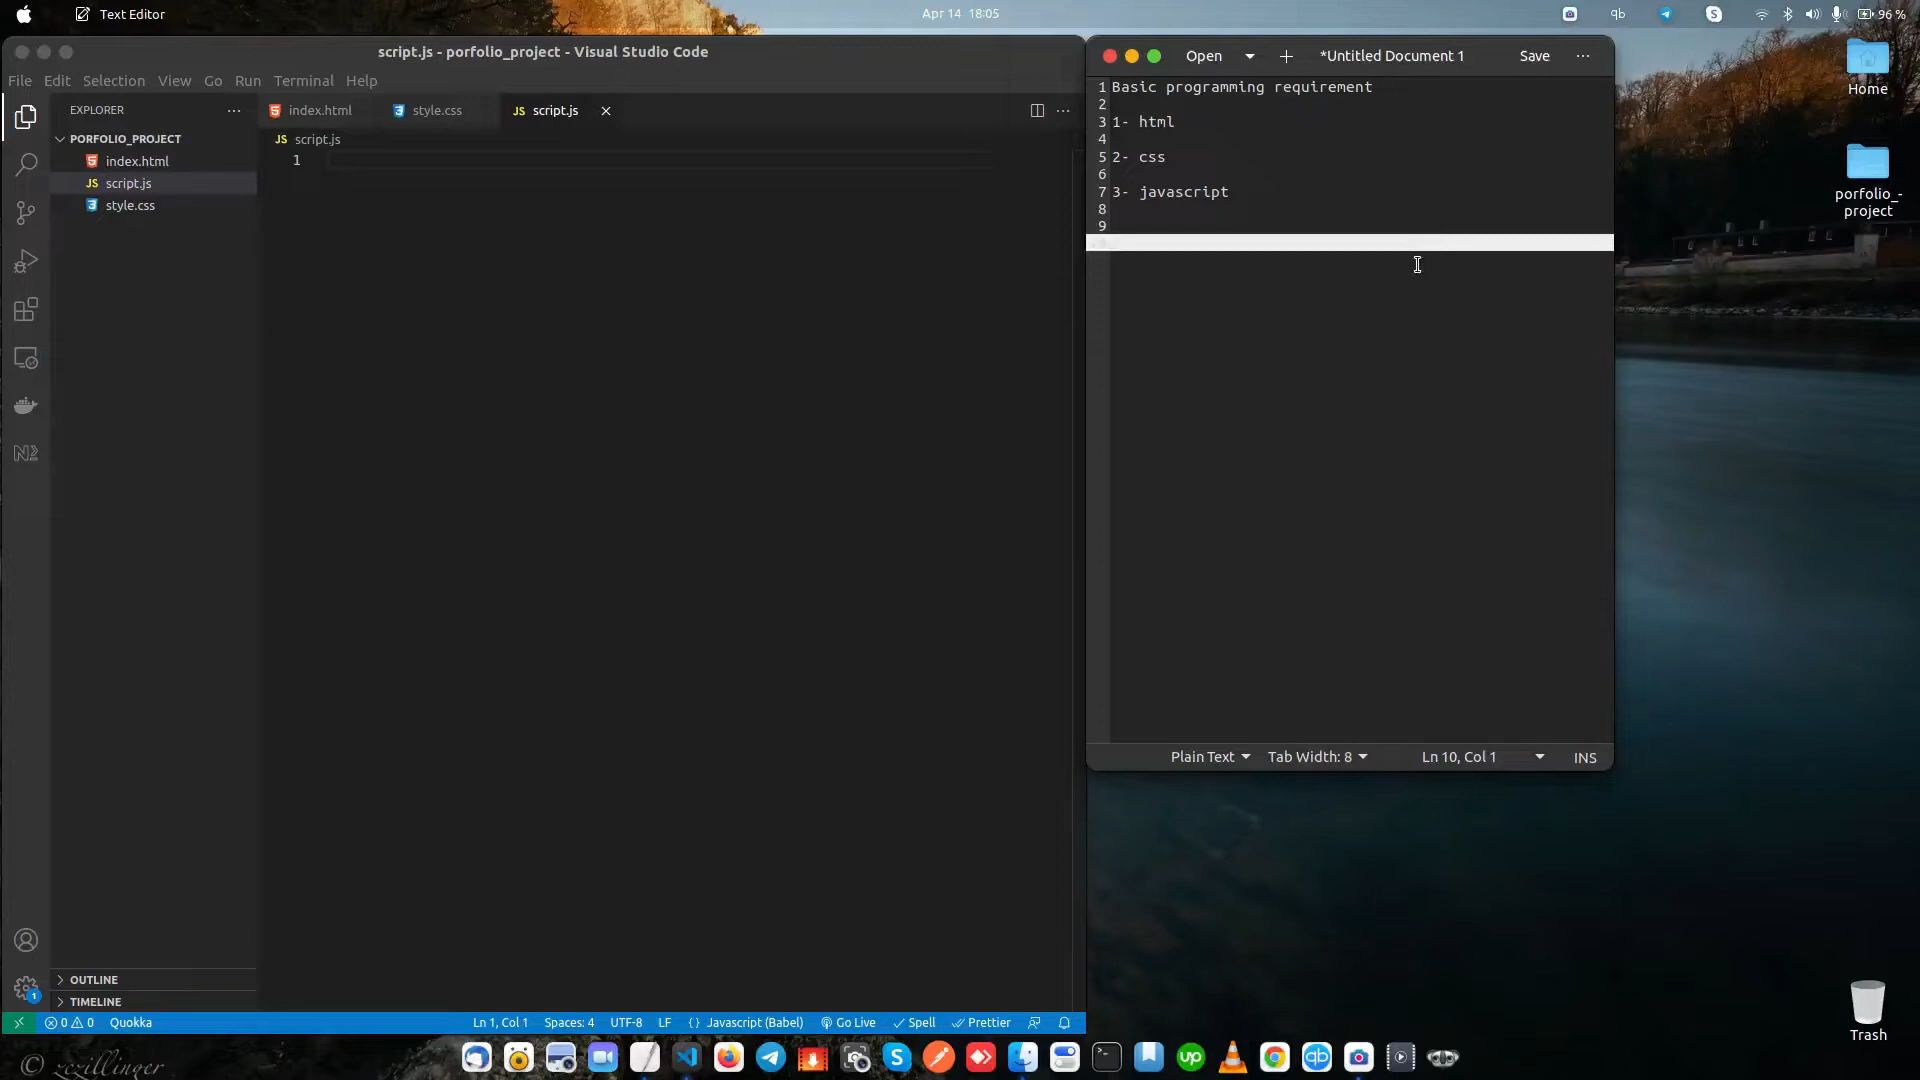 Text Editor
Apr 14 18:05
qb
96 %
script.js - porfolio_project - Visual Studio Code
File Edit Selection View Go Run Terminal Help
EXPLORER
PORFOLIO_PROJECT
index.html
JS script.js
style.css
OUTLINE
TIMELINE
index.html
style.css
JS script.js
JS script.js
1
0 0 Quokka
Ln 1, Col 1 Spaces: 4 UTF-8 LF { } Javascript (Babel) Go Live Spell Prettier
Open *Untitled Document 1 Save
1 Basic programming requirement
2
3 1- html
4
5 2- css
6
7 3- javascript
8
9
Plain Text Tab Width: 8 Ln 10, Col 1 INS
Home
porfolio_-
project
Trash
© zczillinger